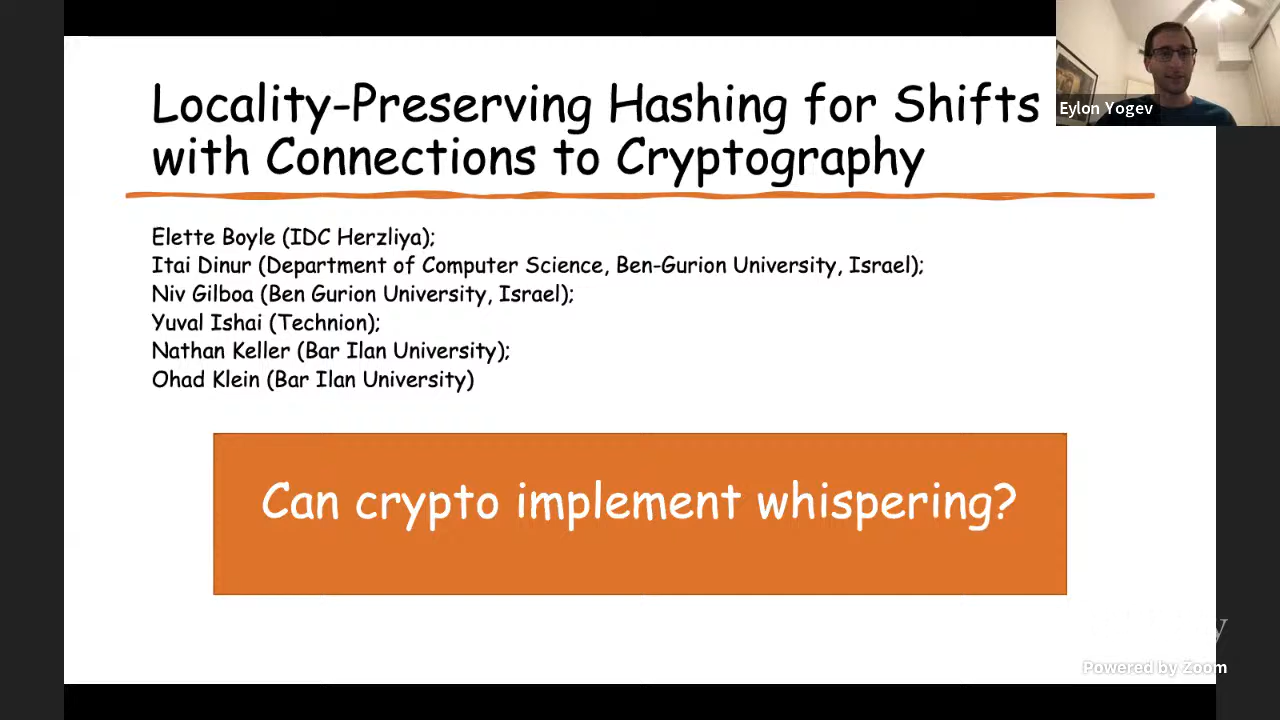 Locality-Preserving Hashing for Shifts
with Connections to Cryptography
Eylon Yogev
Elette Boyle (IDC Herzliya);
Itai Dinur (Department of Computer Science, Ben-Gurion University, Israel);
Niv Gilboa (Ben Gurion University, Israel);
Yuval Ishai (Technion);
Nathan Keller (Bar Ilan University);
Ohad Klein (Bar Ilan University)
Can crypto implement whispering?
Powered by Zoom